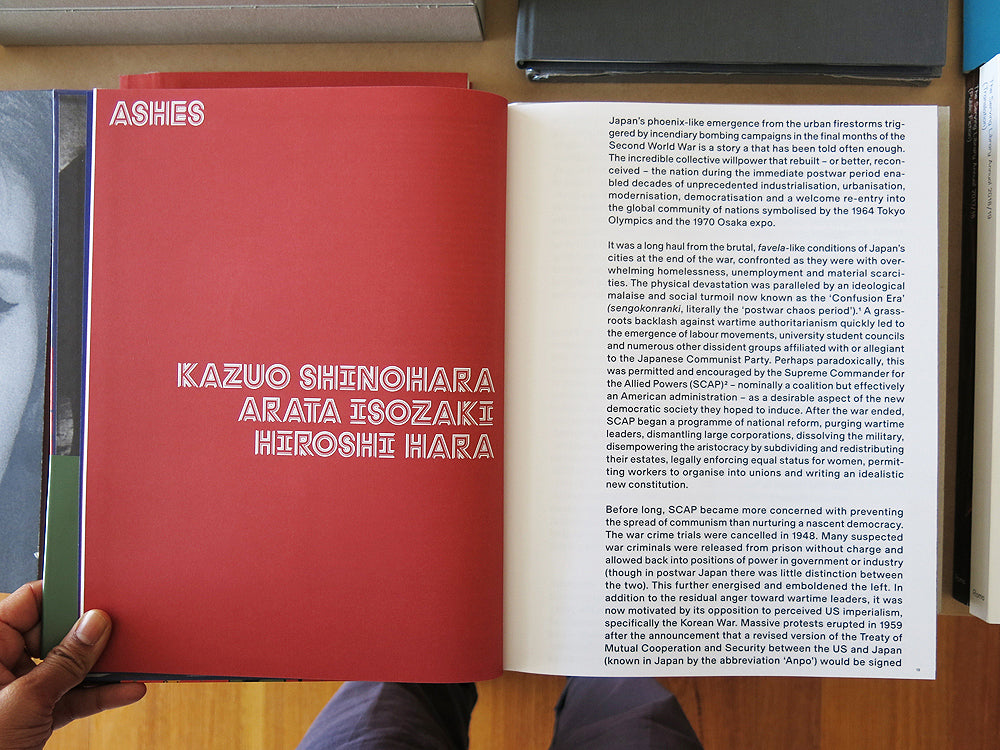 ASHES
KAZUO SHINOHARA
ARATA ISOZAKI
HIROSHI HARA
Japan's phoenix-like emergence from the urban firestorms trig-
gered by incendiary bombing campaigns in the final months of the
Second World War is a story a that has been told often enough.
The incredible collective willpower that rebuilt – or better, recon-
ceived – the nation during the immediate postwar period ena-
bled decades of unprecedented industrialisation, urbanisation,
modernisation, democratisation and a welcome re-entry into
the global community of nations symbolised by the 1964 Tokyo
Olympics and the 1970 Osaka expo.
It was a long haul from the brutal, favela-like conditions of Japan's
cities at the end of the war, confronted as they were with over-
whelming homelessness, unemployment and material scarci-
ties. The physical devastation was paralleled by an ideological
malaise and social turmoil now known as the 'Confusion Era'
(sengokonranki, literally the 'postwar chaos period').¹ A grass-
roots backlash against wartime authoritarianism quickly led to
the emergence of labour movements, university student councils
and numerous other dissident groups affiliated with or allegiant
to the Japanese Communist Party. Perhaps paradoxically, this
was permitted and encouraged by the Supreme Commander for
the Allied Powers (SCAP)² – nominally a coalition but effectively
an American administration – as a desirable aspect of the new
democratic society they hoped to induce. After the war ended,
SCAP began a programme of national reform, purging wartime
leaders, dismantling large corporations, dissolving the military,
disempowering the aristocracy by subdividing and redistributing
their estates, legally enforcing equal status for women, permit-
ting workers to organise into unions and writing an idealistic
new constitution.
Before long, SCAP became more concerned with preventing
the spread of communism than nurturing a nascent democracy.
The war crime trials were cancelled in 1948. Many suspected
war criminals were released from prison without charge and
allowed back into positions of power in government or industry
(though in postwar Japan there was little distinction between
the two). This further energised and emboldened the left. In
addition to the residual anger toward wartime leaders, it was
now motivated by its opposition to perceived US imperialism,
specifically the Korean War. Massive protests erupted in 1959
after the announcement that a revised version of the Treaty of
Mutual Cooperation and Security between the US and Japan
(known in Japan by the abbreviation 'Anpo') would be signed
The Serving Library Annual 2017/18
(Public Fiction)
Roma
The Serving Library Annual 2018/19
(Translation)
Roma